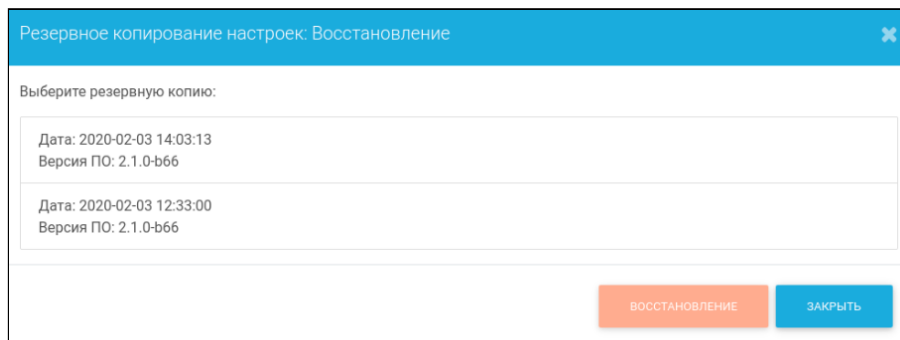 Резервное копирование настроек: Восстановление
Выберите резервную копию:
Дата: 2020-02-03 14:03:13
Версия ПО: 2.1.0-b66
Дата: 2020-02-03 12:33:00
Версия ПО: 2.1.0-b66
ВОССТАНОВЛЕНИЕ ЗАКРЫТЬ